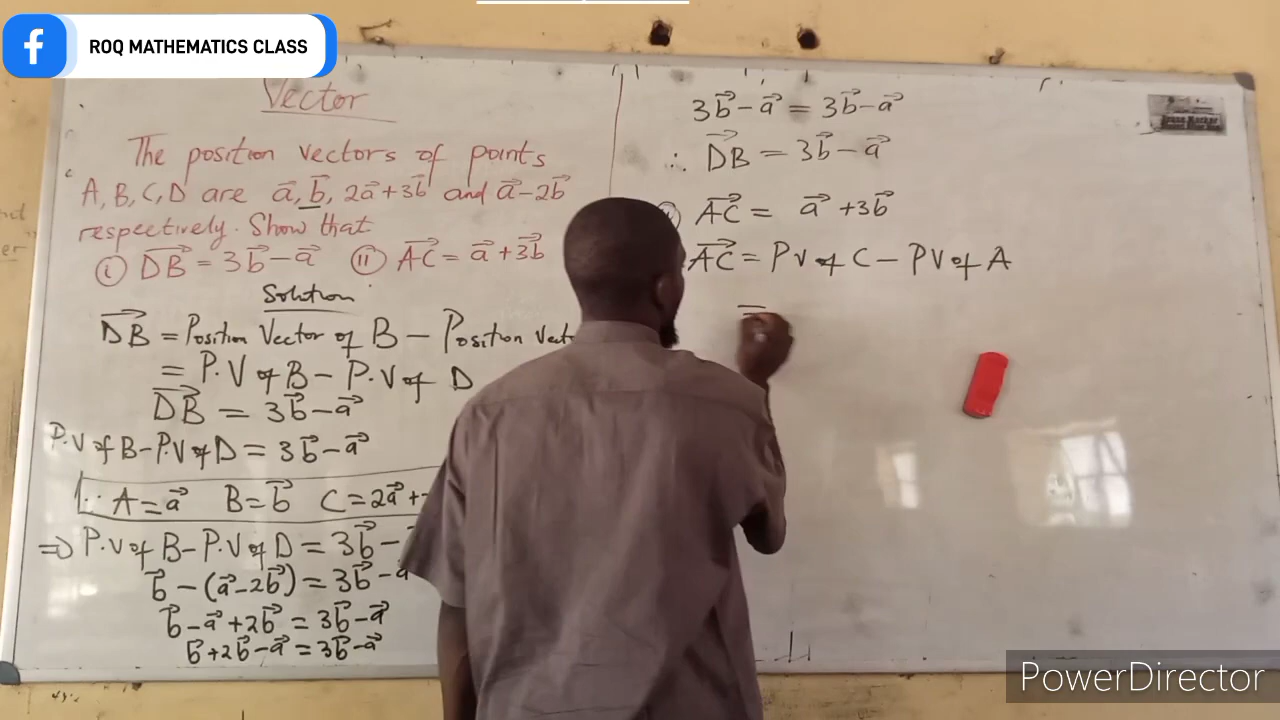 ROQ MATHEMATICS CLASS
Vector
The position vectors of points
A, B, C, D are a⃗, b⃗, 2a⃗+3b⃗ and a⃗-2b⃗
respectively. Show that
(i) DB⃗ = 3b⃗-a⃗ (ii) AC⃗ = a⃗+3b⃗
Solution
DB⃗ = Position Vector of B - Position Vect
= P.V of B - P.V of D
DB⃗ = 3b⃗-a⃗
P.V of B-P.V of D = 3b⃗-a⃗
∵ A=a⃗ B=b⃗ C=2a⃗+
=> P.V of B-P.V of D = 3b⃗-
b⃗-(a⃗-2b⃗) = 3b⃗-a
b⃗-a⃗+2b⃗ = 3b⃗-a⃗
b⃗+2b⃗-a⃗=3b⃗-a⃗
3b⃗-a⃗ = 3b⃗-a⃗
∴ DB⃗ = 3b⃗-a⃗
AC⃗ = a⃗+3b⃗
AC⃗ = PV of C - PV of A
=
PowerDirector